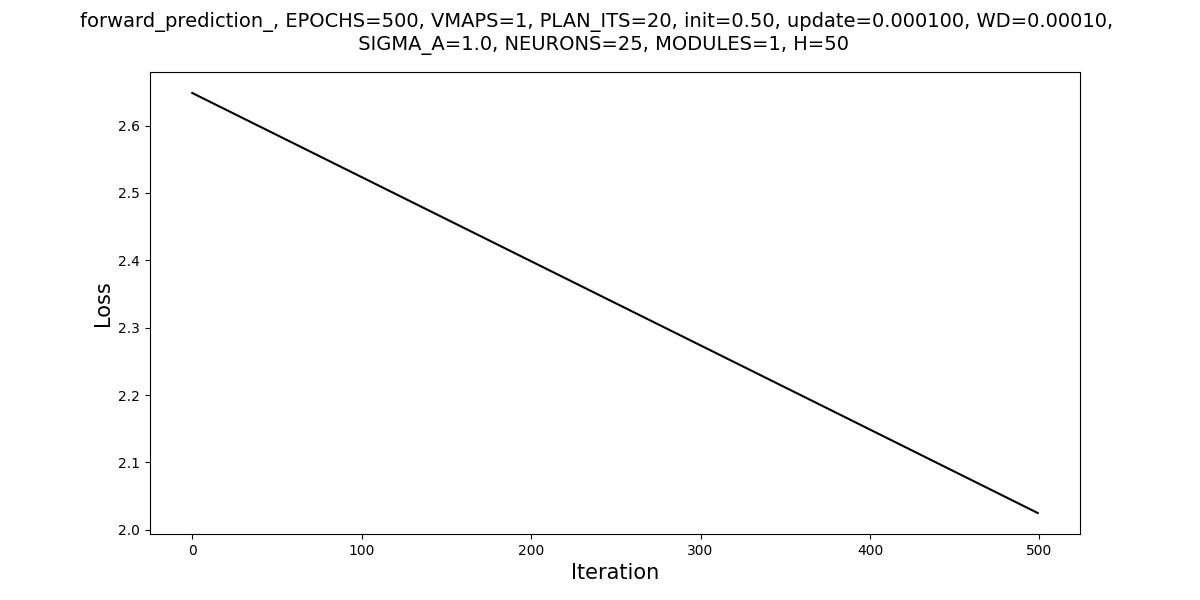 forward_prediction_, EPOCHS=500, VMAPS=1, PLAN_ITS=20, init=0.50, update=0.000100, WD=0.00010,
SIGMA_A=1.0, NEURONS=25, MODULES=1, H=50
2.6
2.5
2.4
2.3
2.2
2.1
2.0
Loss
0 100 200 300 400 500
Iteration